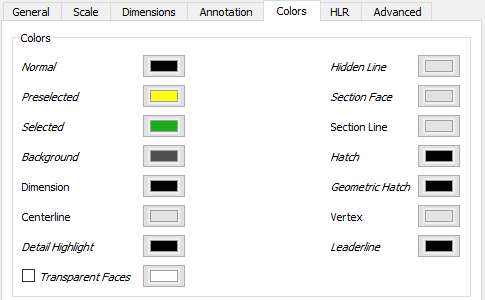 General Scale Dimensions Annotation Colors HLR Advanced
Colors
Normal
Hidden Line
Preselected
Section Face
Selected
Section Line
Background
Hatch
Dimension
Geometric Hatch
Centerline
Vertex
Detail Highlight
Leaderline
Transparent Faces